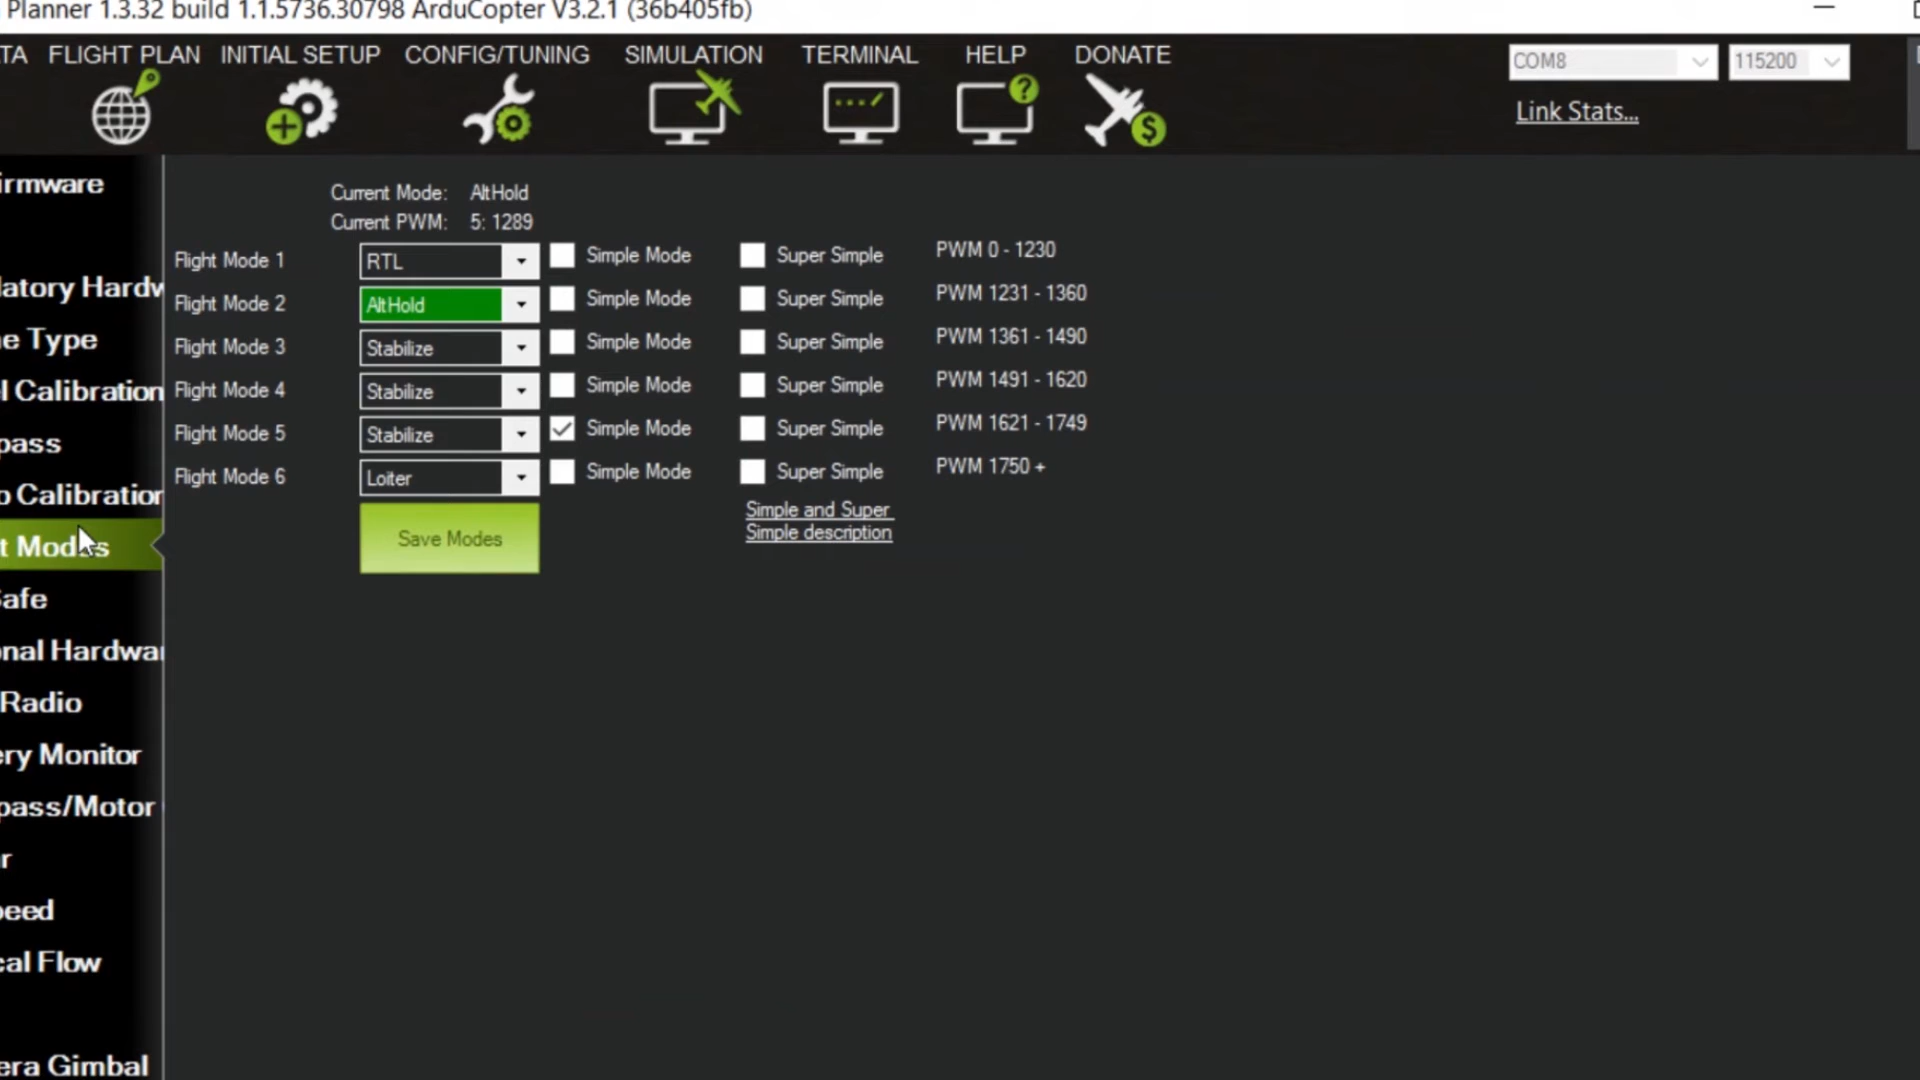 Planner 1.3.32 build 1.1.5736.30798 ArduCopter V3.2.1 (36b405fb)
TA FLIGHT PLAN INITIAL SETUP CONFIG/TUNING SIMULATION TERMINAL HELP DONATE
COM8 115200
Link Stats...
irmware
latory Hardw
e Type
l Calibration
pass
o Calibration
t Modes
Safe
onal Hardwar
Radio
ery Monitor
pass/Motor
r
peed
cal Flow
era Gimbal
Current Mode: AltHold
Current PWM: 5: 1289
Flight Mode 1 RTL Simple Mode Super Simple PWM 0 - 1230
Flight Mode 2 AltHold Simple Mode Super Simple PWM 1231 - 1360
Flight Mode 3 Stabilize Simple Mode Super Simple PWM 1361 - 1490
Flight Mode 4 Stabilize Simple Mode Super Simple PWM 1491 - 1620
Flight Mode 5 Stabilize Simple Mode Super Simple PWM 1621 - 1749
Flight Mode 6 Loiter Simple Mode Super Simple PWM 1750 +
Save Modes
Simple and Super
Simple description